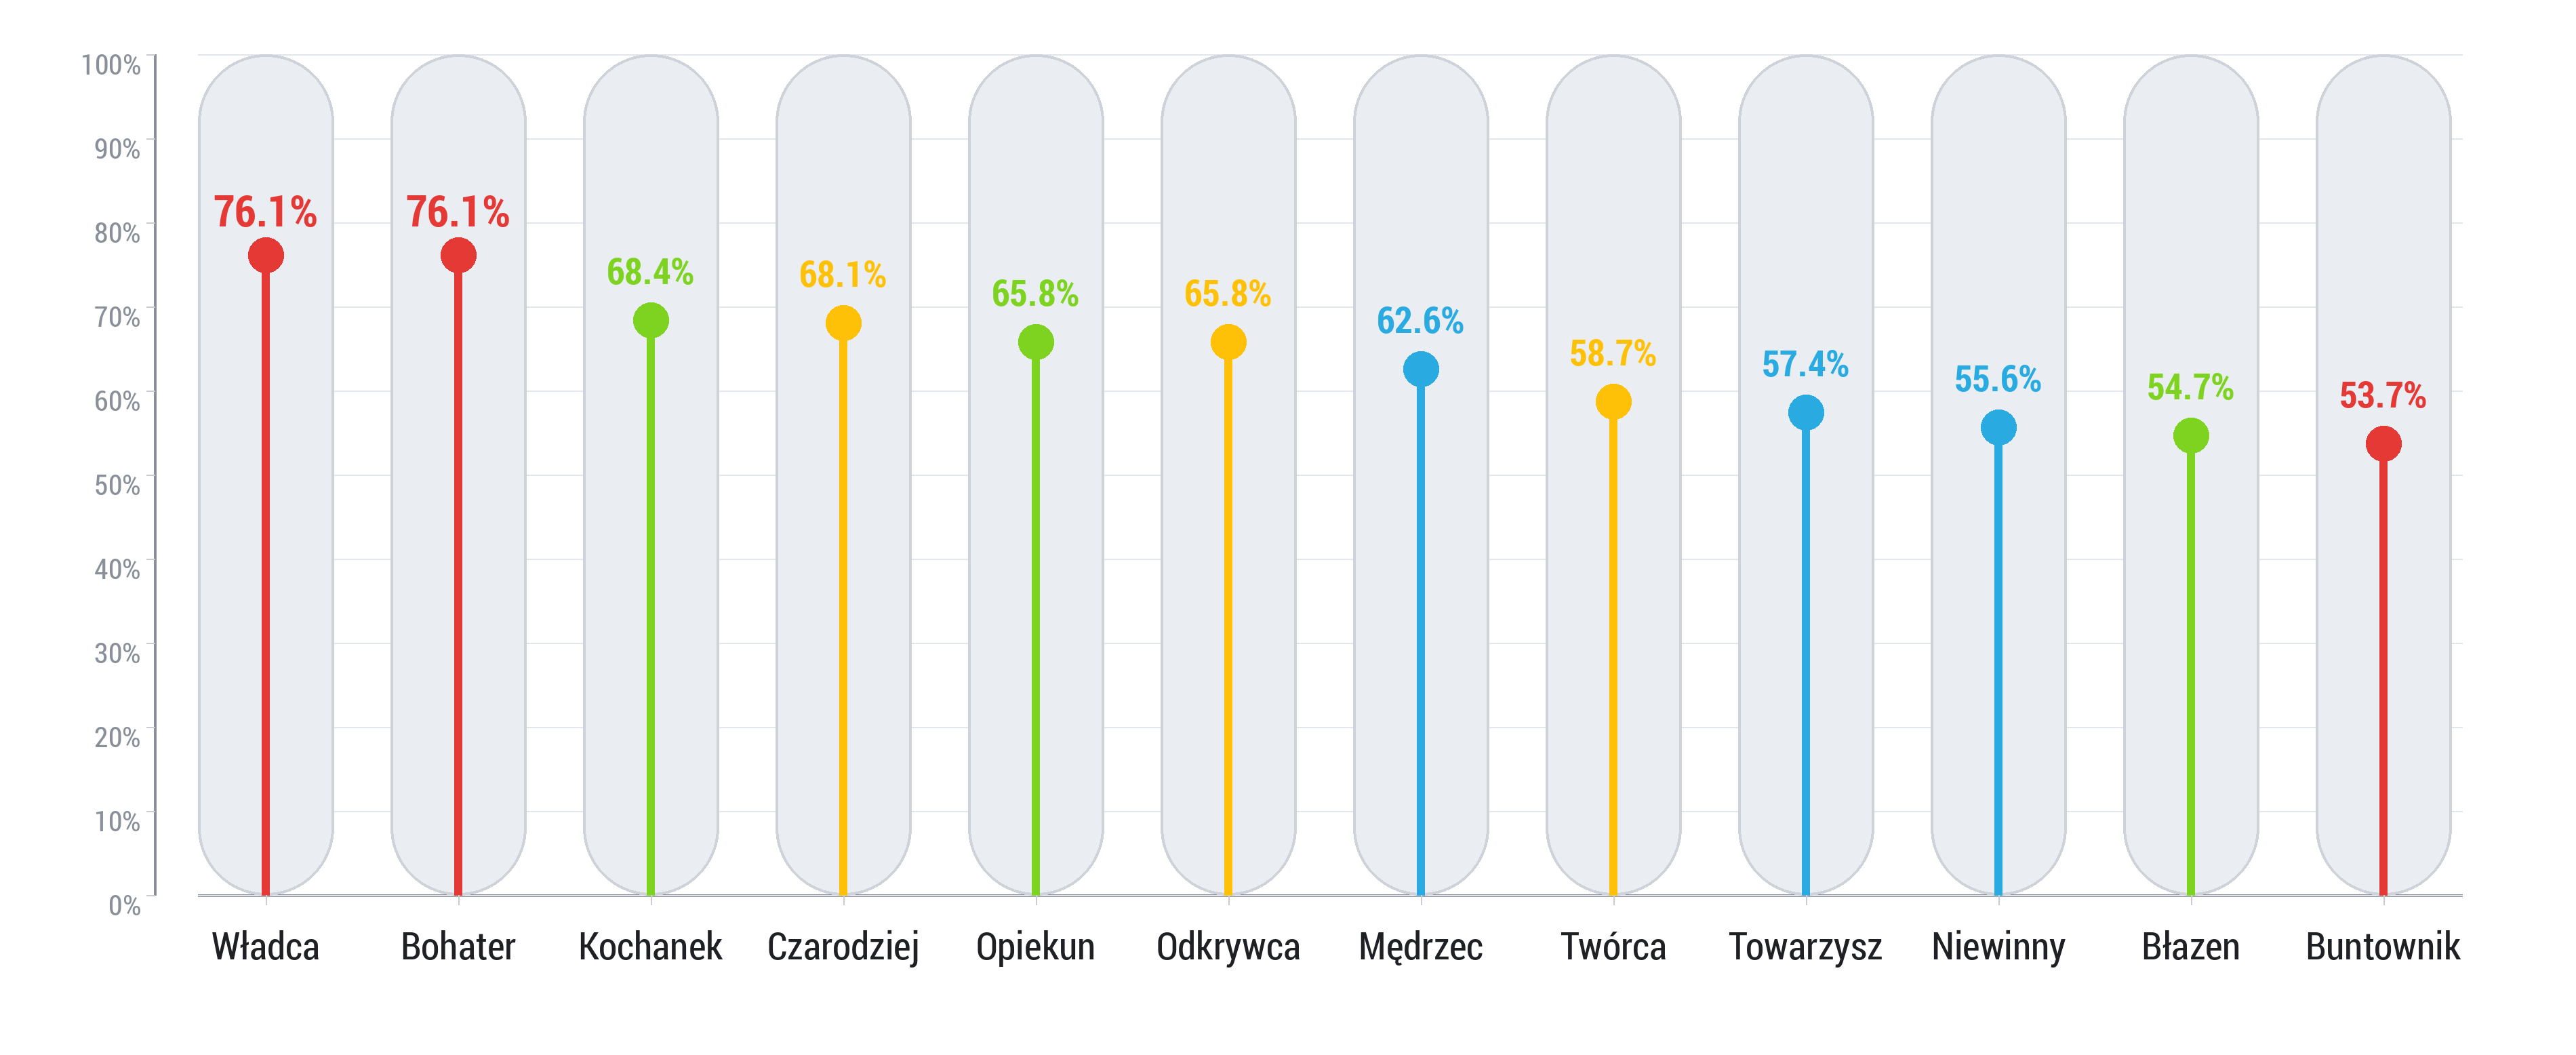 100%
90%
80%
70%
60%
50%
40%
30%
20%
10%
0%
76.1%
76.1%
68.4%
68.1%
65.8%
65.8%
62.6%
58.7%
57.4%
55.6%
54.7%
53.7%
Władca
Bohater
Kochanek
Czarodziej
Opiekun
Odkrywca
Mędrzec
Twórca
Towarzysz
Niewinny
Błazen
Buntownik